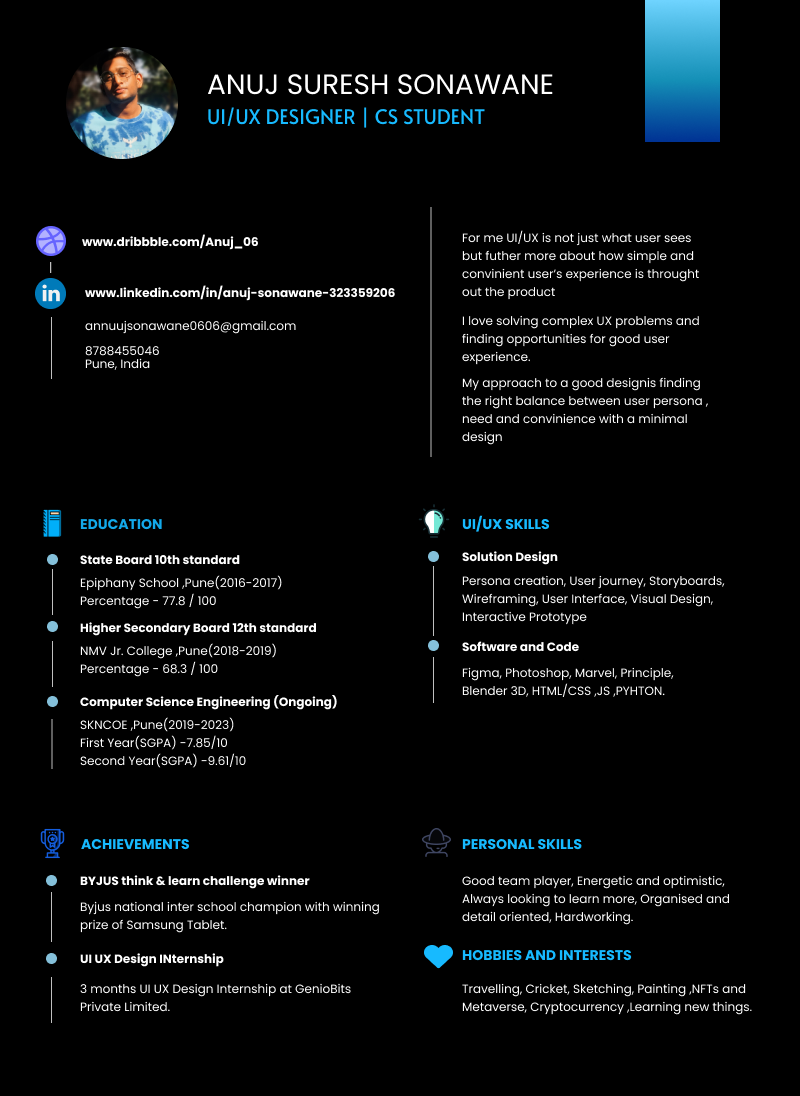 ANUJ SURESH SONAWANE
UI/UX DESIGNER | CS STUDENT
www.dribbble.com/Anuj_06
in
www.linkedin.com/in/anuj-sonawane-323359206
annuujsonawane0606@gmail.com
8788455046
Pune, India
For me UI/UX is not just what user sees
but futher more about how simple and
convinient user's experience is throught
out the product
I love solving complex UX problems and
finding opportunities for good user
experience.
My approach to a good designis finding
the right balance between user persona ,
need and convinience with a minimal
design
EDUCATION
State Board 10th standard
Epiphany School ,Pune(2016-2017)
Percentage - 77.8 / 100
Higher Secondary Board 12th standard
NMV Jr. College ,Pune(2018-2019)
Percentage - 68.3 / 100
Computer Science Engineering (Ongoing)
SKNCOE ,Pune(2019-2023)
First Year(SGPA) -7.85/10
Second Year(SGPA) -9.61/10
UI/UX SKILLS
Solution Design
Persona creation, User journey, Storyboards,
Wireframing, User Interface, Visual Design,
Interactive Prototype
Software and Code
Figma, Photoshop, Marvel, Principle,
Blender 3D, HTML/CSS ,JS ,PYHTON.
ACHIEVEMENTS
BYJUS think & learn challenge winner
Byjus national inter school champion with winning
prize of Samsung Tablet.
UI UX Design INternship
3 months UI UX Design Internship at GenioBits
Private Limited.
PERSONAL SKILLS
Good team player, Energetic and optimistic,
Always looking to learn more, Organised and
detail oriented, Hardworking.
HOBBIES AND INTERESTS
Travelling, Cricket, Sketching, Painting ,NFTs and
Metaverse, Cryptocurrency ,Learning new things.